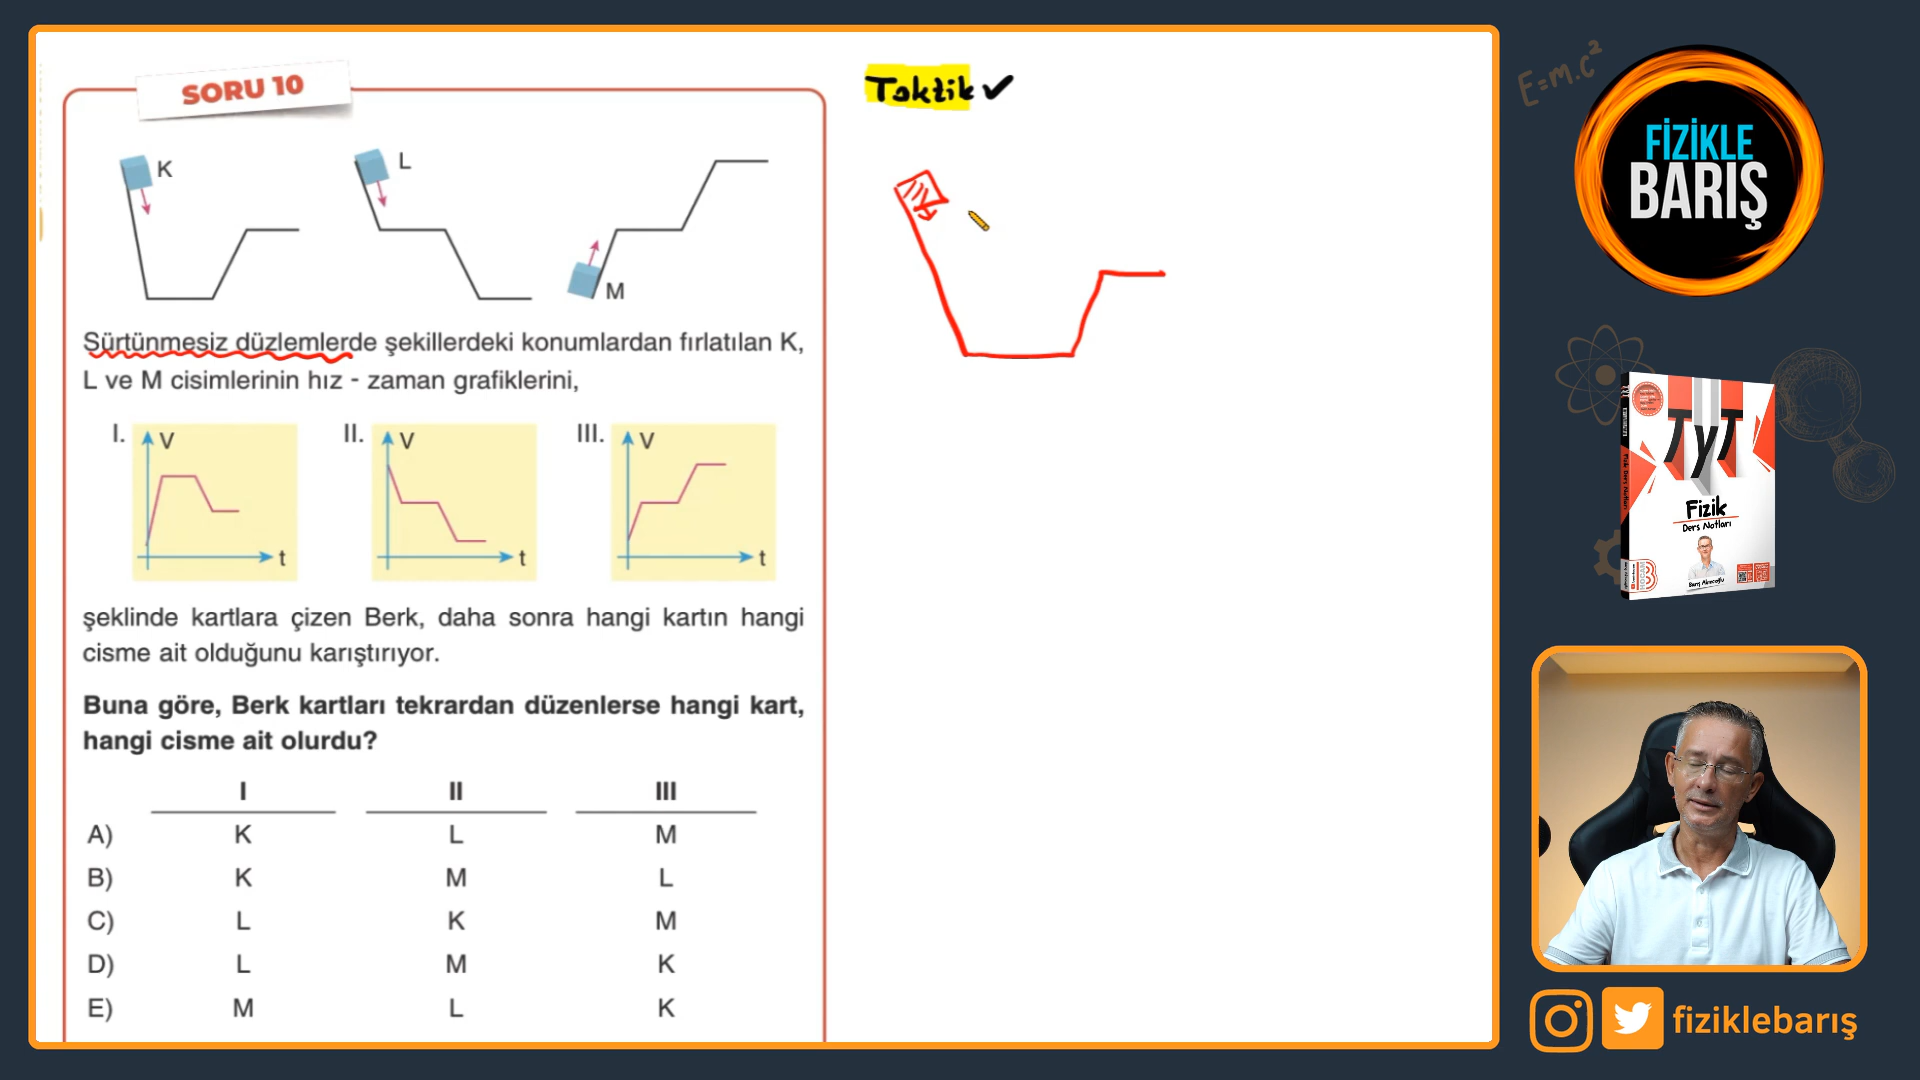 SORU 10
K
L
M
Sürtünmesiz düzlemlerde şekillerdeki konumlardan fırlatılan K,
L ve M cisimlerinin hız - zaman grafiklerini,
I. V t
II. V t
III. V t
şeklinde kartlara çizen Berk, daha sonra hangi kartın hangi
cisme ait olduğunu karıştırıyor.
Buna göre, Berk kartları tekrardan düzenlerse hangi kart,
hangi cisme ait olurdu?
I II III
A) K L M
B) K M L
C) L K M
D) L M K
E) M L K
Taktik ✓
E=m.c²
FİZİKLE
BARIŞ
TYT
Fizik
Ders Notları
fiziklebarış